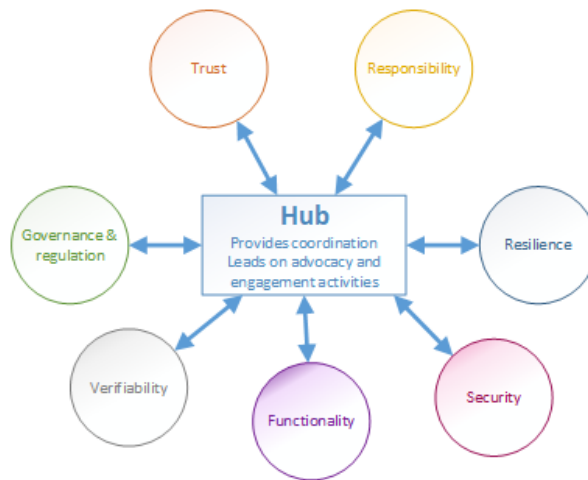 Trust
Responsibility
Governance &
regulation
Hub
Provides coordination
Leads on advocacy and
engagement activities
Resilience
Verifiability
Functionality
Security